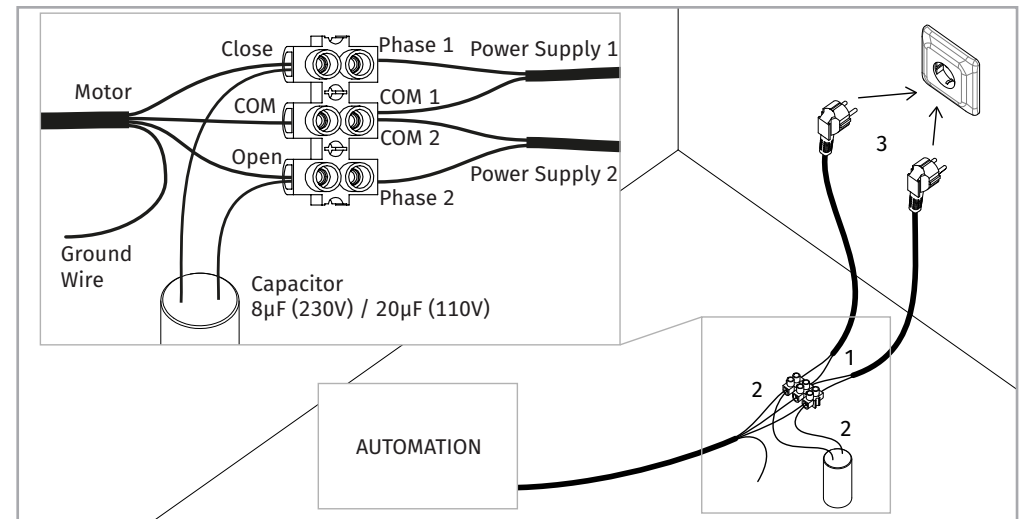 Close
Phase 1
Power Supply 1
Motor
COM
COM 1
COM 2
Open
Power Supply 2
Phase 2
Ground
Wire
Capacitor
8µF (230V) / 20µF (110V)
3
1
2
2
AUTOMATION